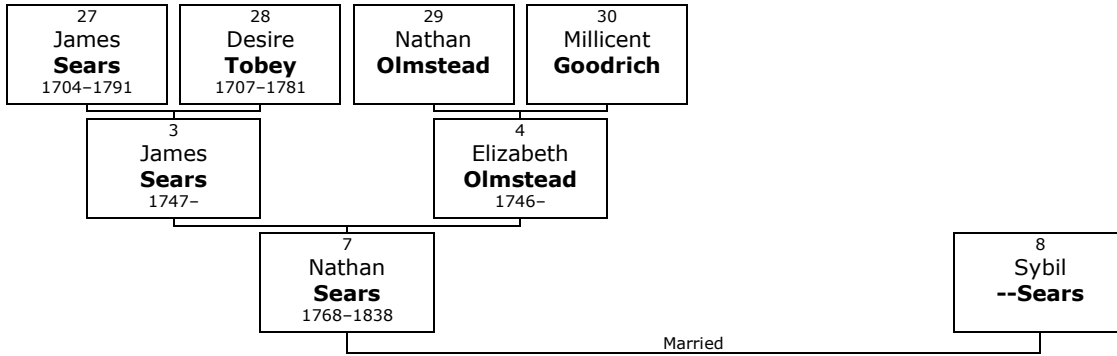 27
James
Sears
1704–1791
28
Desire
Tobey
1707–1781
29
Nathan
Olmstead
30
Millicent
Goodrich
3
James
Sears
1747–
4
Elizabeth
Olmstead
1746–
7
Nathan
Sears
1768–1838
8
Sybil
--Sears
Married